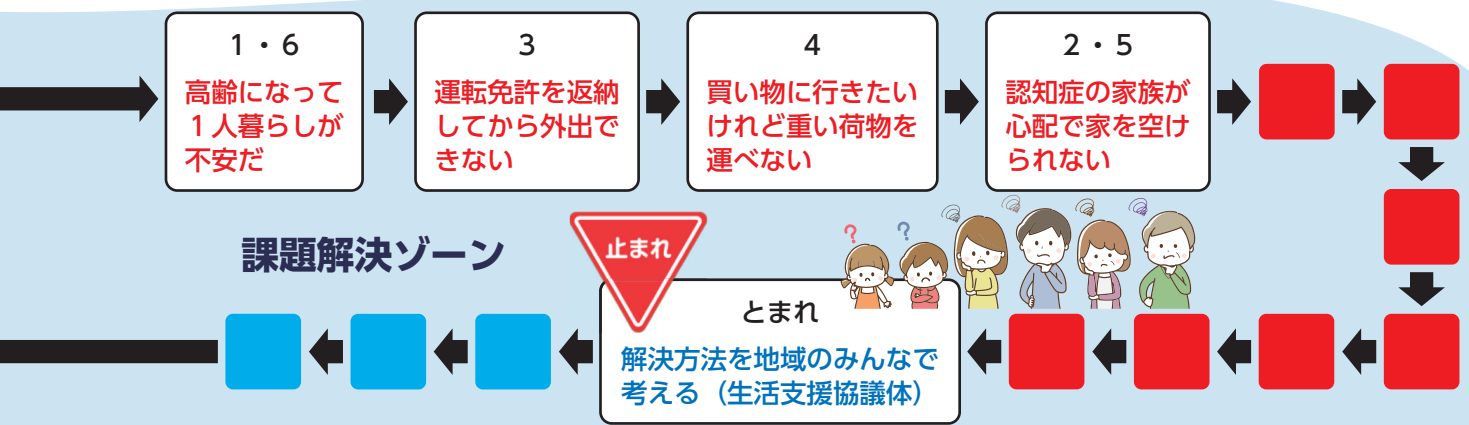 1・6
高齢になって
1人暮らしが
不安だ
3
運転免許を返納
してから外出で
きない
4
買い物に行きたい
けれど重い荷物を
運べない
2・5
認知症の家族が
心配で家を空け
られない
課題解決ゾーン
止まれ
?
?
とまれ
解決方法を地域のみんなで
考える（生活支援協議体）